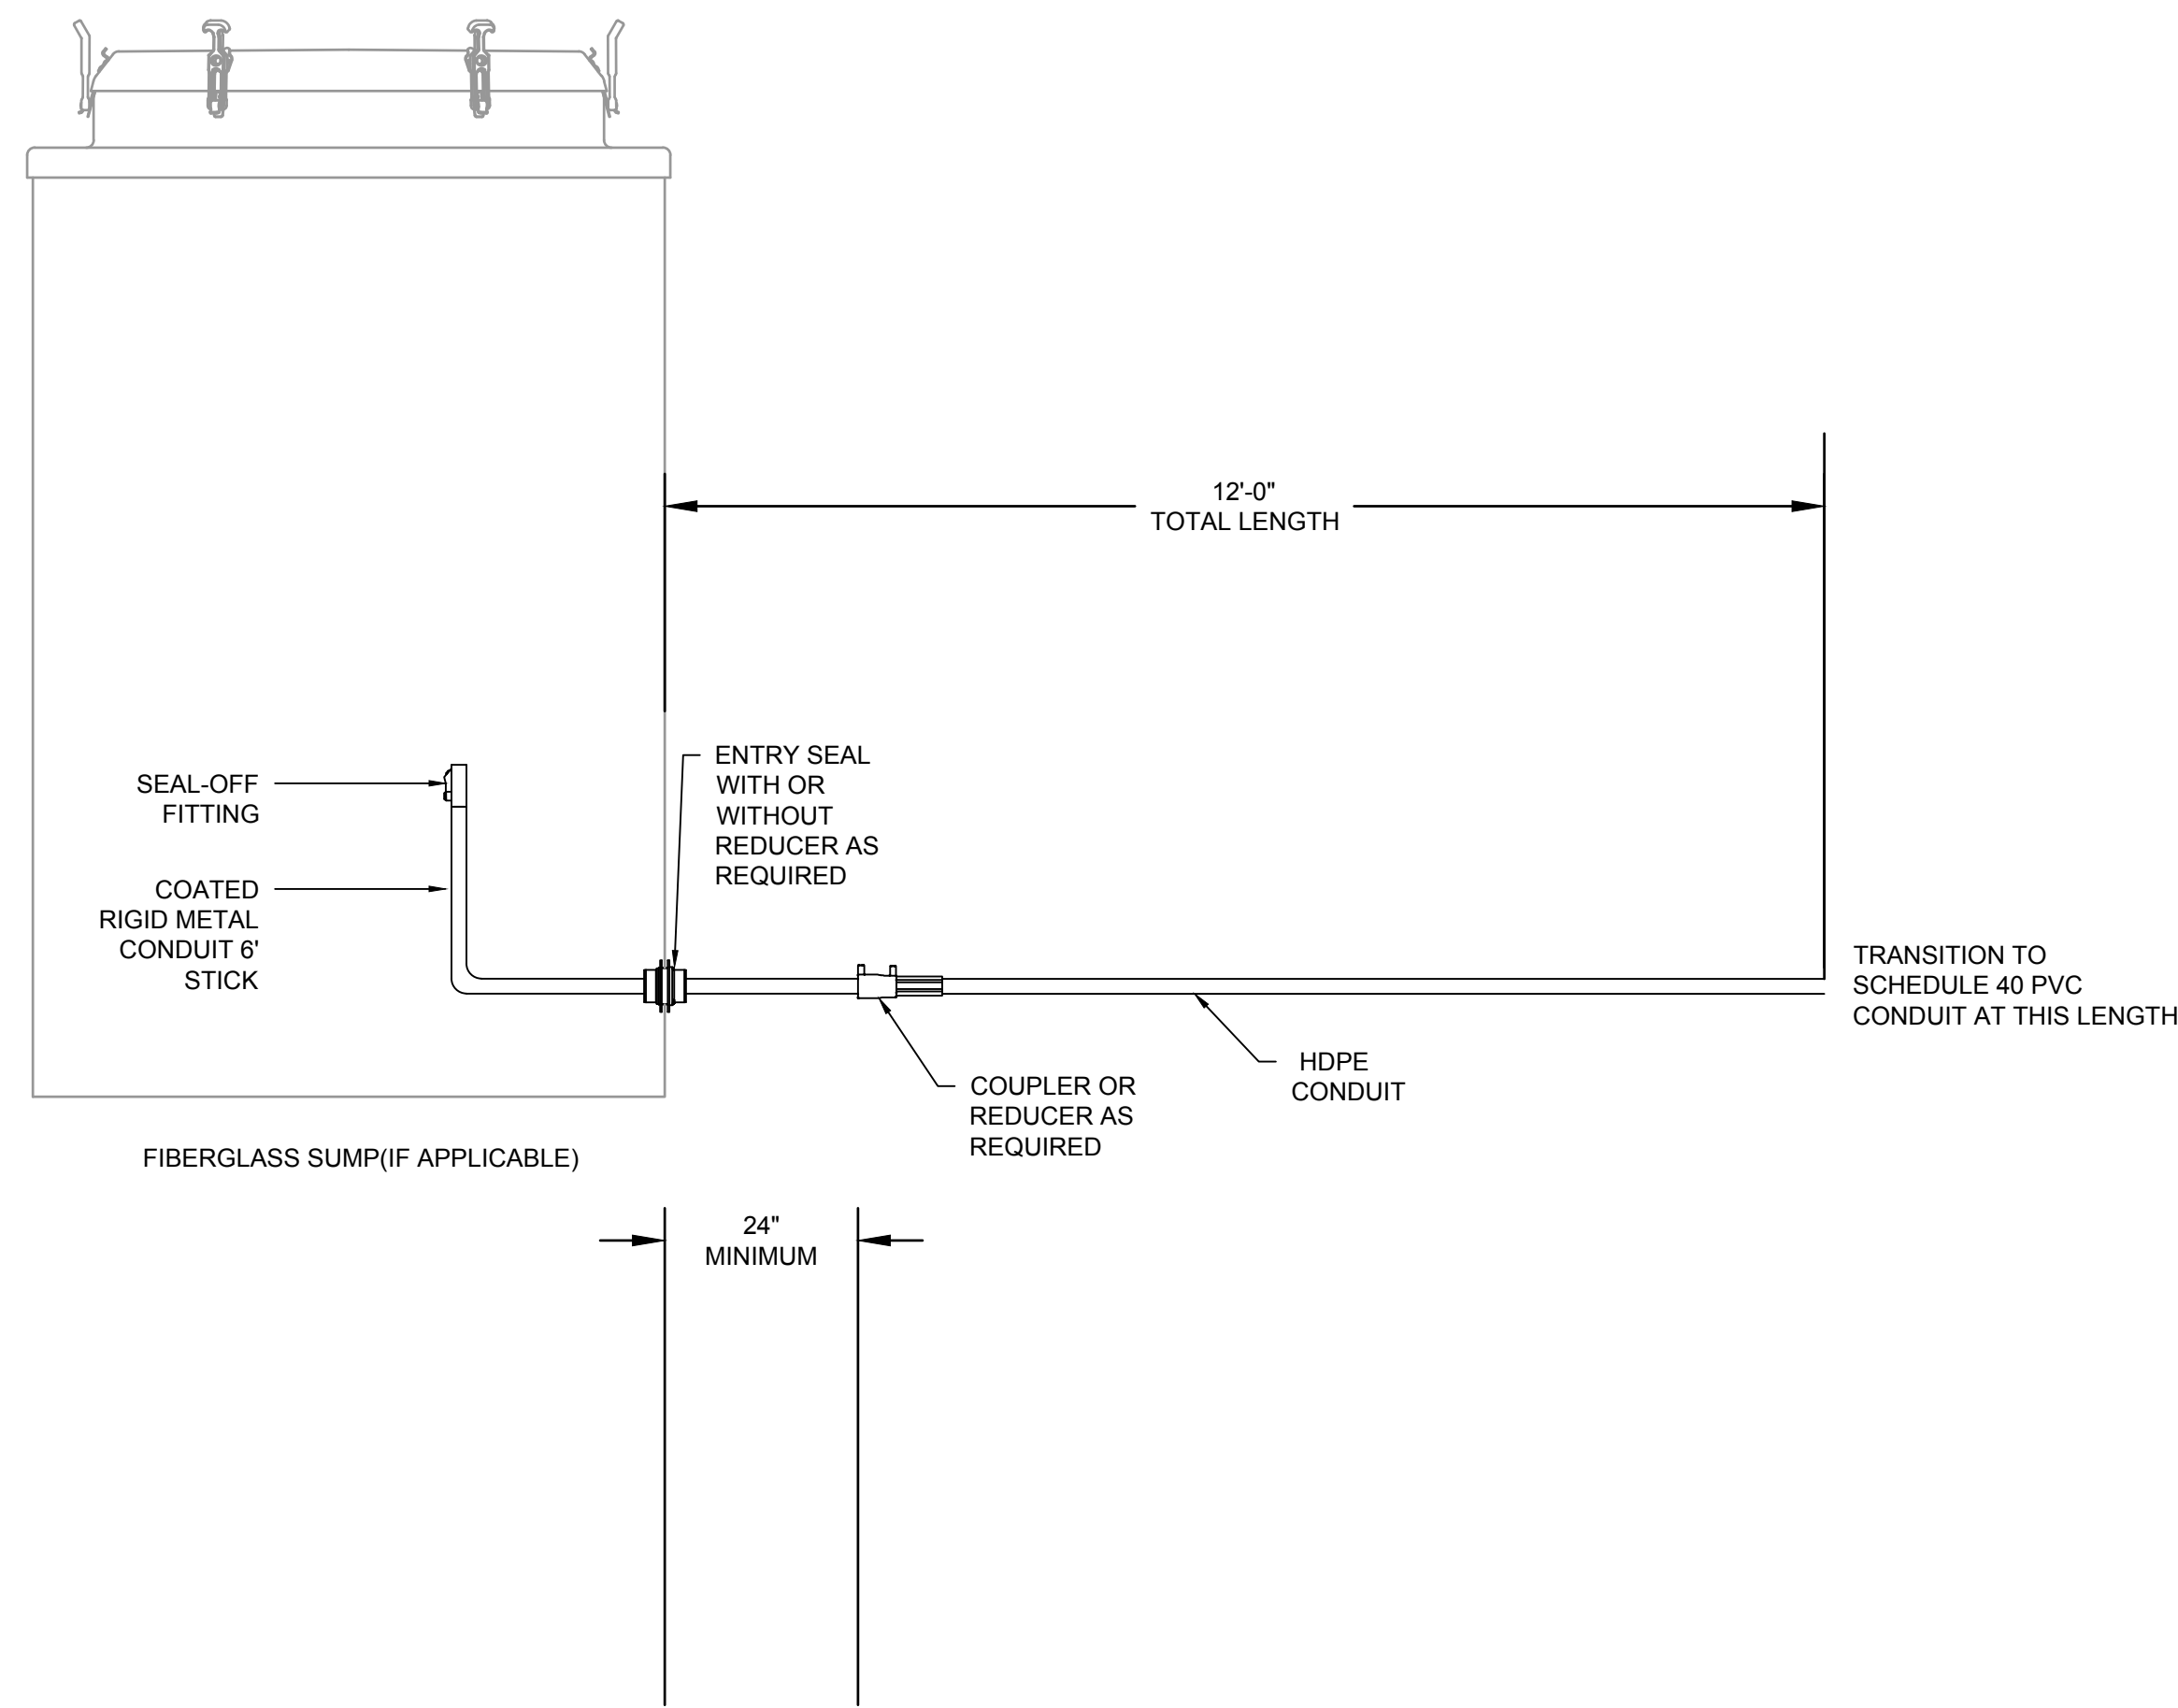 12'-0"
TOTAL LENGTH
SEAL-OFF
FITTING
COATED
RIGID METAL
CONDUIT 6'
STICK
ENTRY SEAL
WITH OR
WITHOUT
REDUCER AS
REQUIRED
TRANSITION TO
SCHEDULE 40 PVC
CONDUIT AT THIS LENGTH
HDPE
CONDUIT
COUPLER OR
REDUCER AS
REQUIRED
FIBERGLASS SUMP(IF APPLICABLE)
24"
MINIMUM